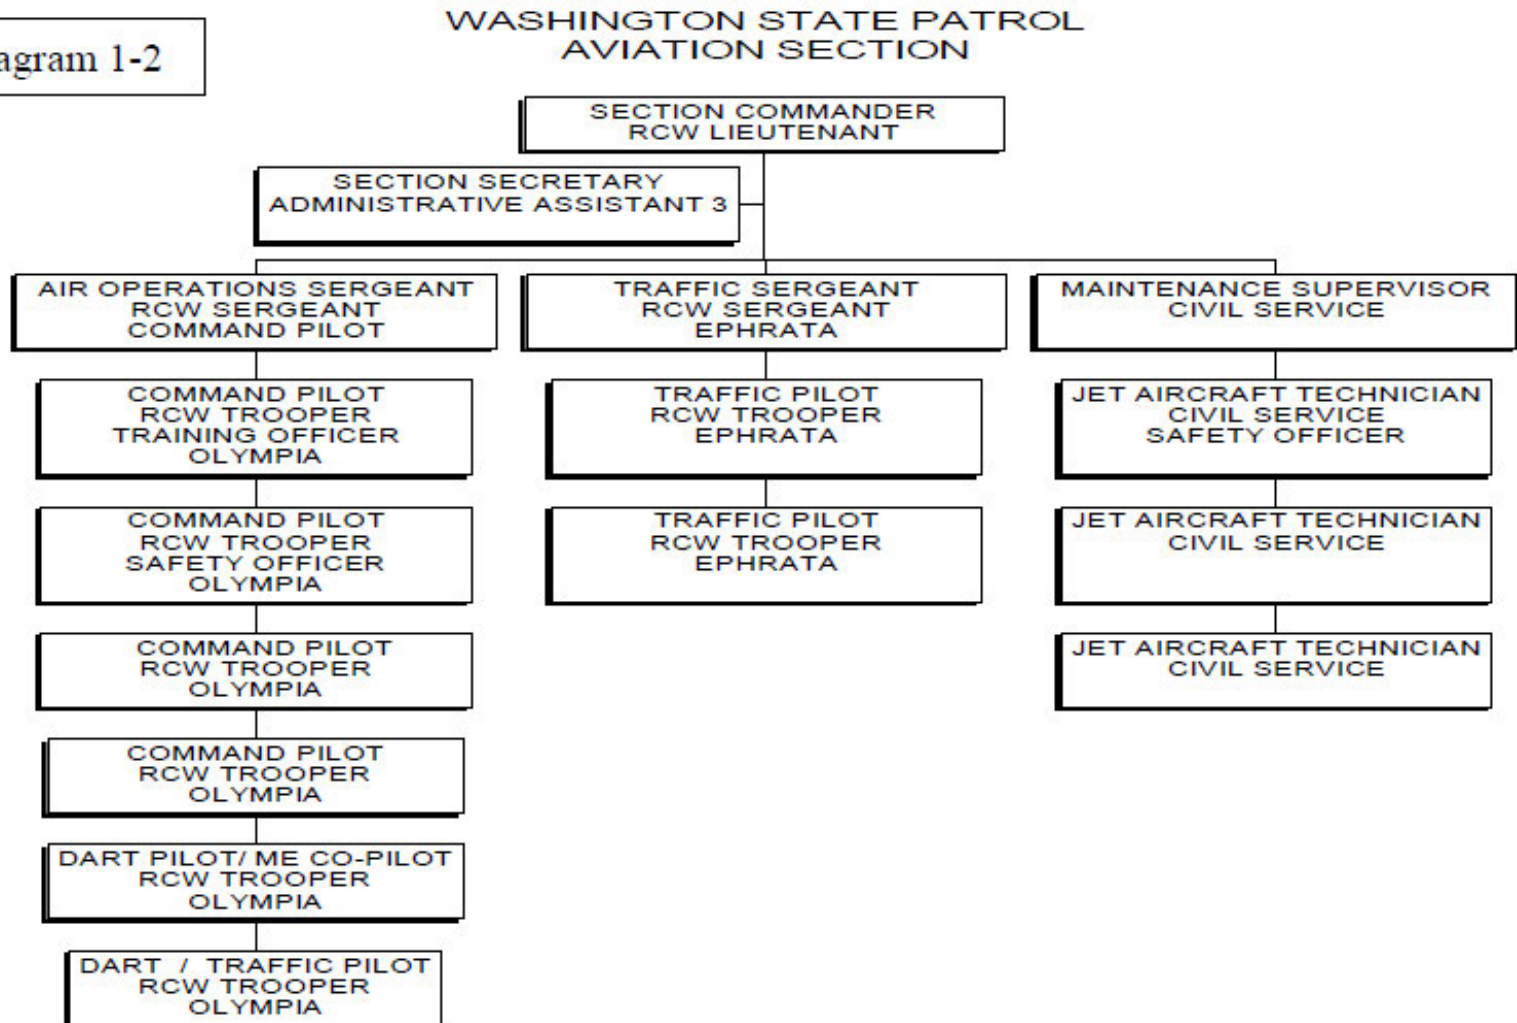 agram 1-2
WASHINGTON STATE PATROL
AVIATION SECTION
SECTION COMMANDER
RCW LIEUTENANT
SECTION SECRETARY
ADMINISTRATIVE ASSISTANT 3
AIR OPERATIONS SERGEANT
RCW SERGEANT
COMMAND PILOT
COMMAND PILOT
RCW TROOPER
TRAINING OFFICER
OLYMPIA
COMMAND PILOT
RCW TROOPER
SAFETY OFFICER
OLYMPIA
COMMAND PILOT
RCW TROOPER
OLYMPIA
COMMAND PILOT
RCW TROOPER
OLYMPIA
DART PILOT/ ME CO-PILOT
RCW TROOPER
OLYMPIA
DART / TRAFFIC PILOT
RCW TROOPER
OLYMPIA
TRAFFIC SERGEANT
RCW SERGEANT
EPHRATA
TRAFFIC PILOT
RCW TROOPER
EPHRATA
TRAFFIC PILOT
RCW TROOPER
EPHRATA
MAINTENANCE SUPERVISOR
CIVIL SERVICE
JET AIRCRAFT TECHNICIAN
CIVIL SERVICE
SAFETY OFFICER
JET AIRCRAFT TECHNICIAN
CIVIL SERVICE
JET AIRCRAFT TECHNICIAN
CIVIL SERVICE